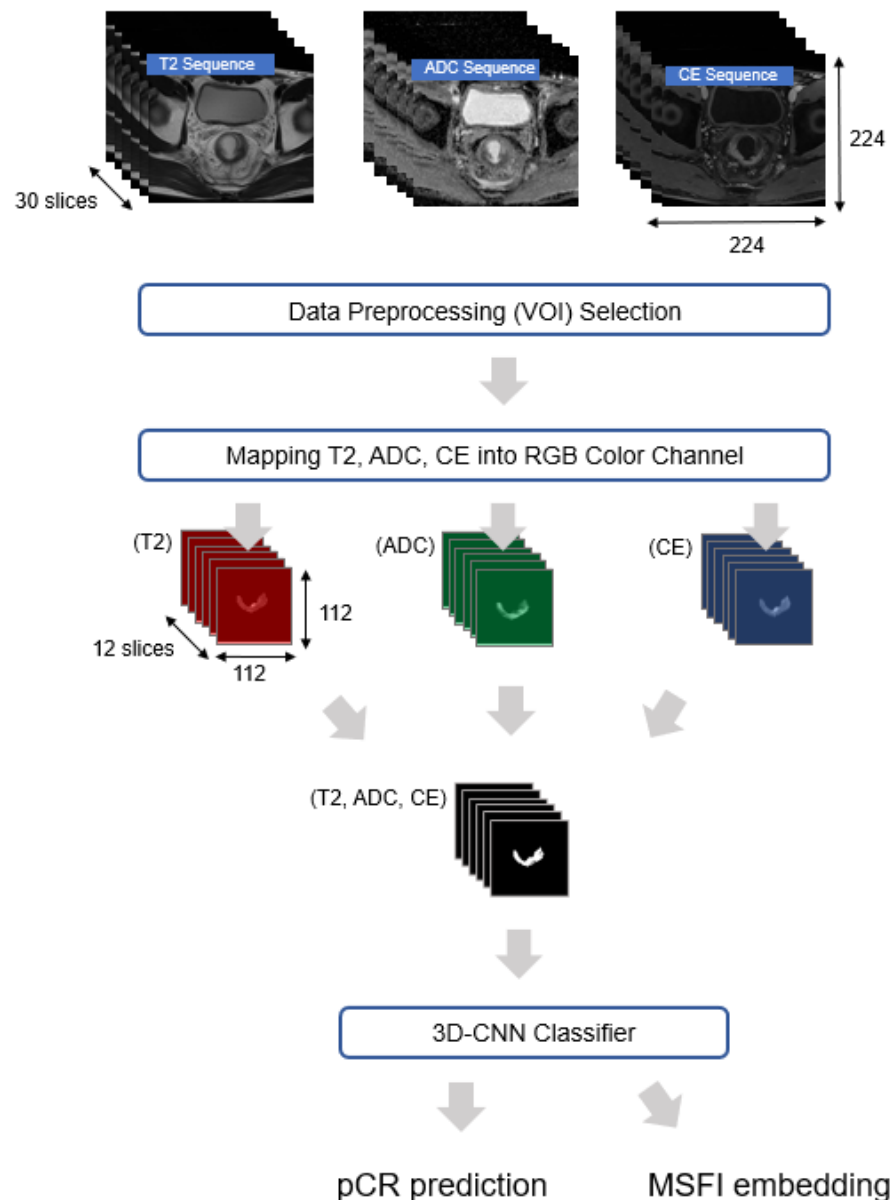 T2 Sequence
ADC Sequence
CE Sequence
224
30 slices
224
Data Preprocessing (VOI) Selection
Mapping T2, ADC, CE into RGB Color Channel
(T2)
(ADC)
(CE)
112
12 slices
112
(T2, ADC, CE)
3D-CNN Classifier
pCR prediction
MSFI embedding